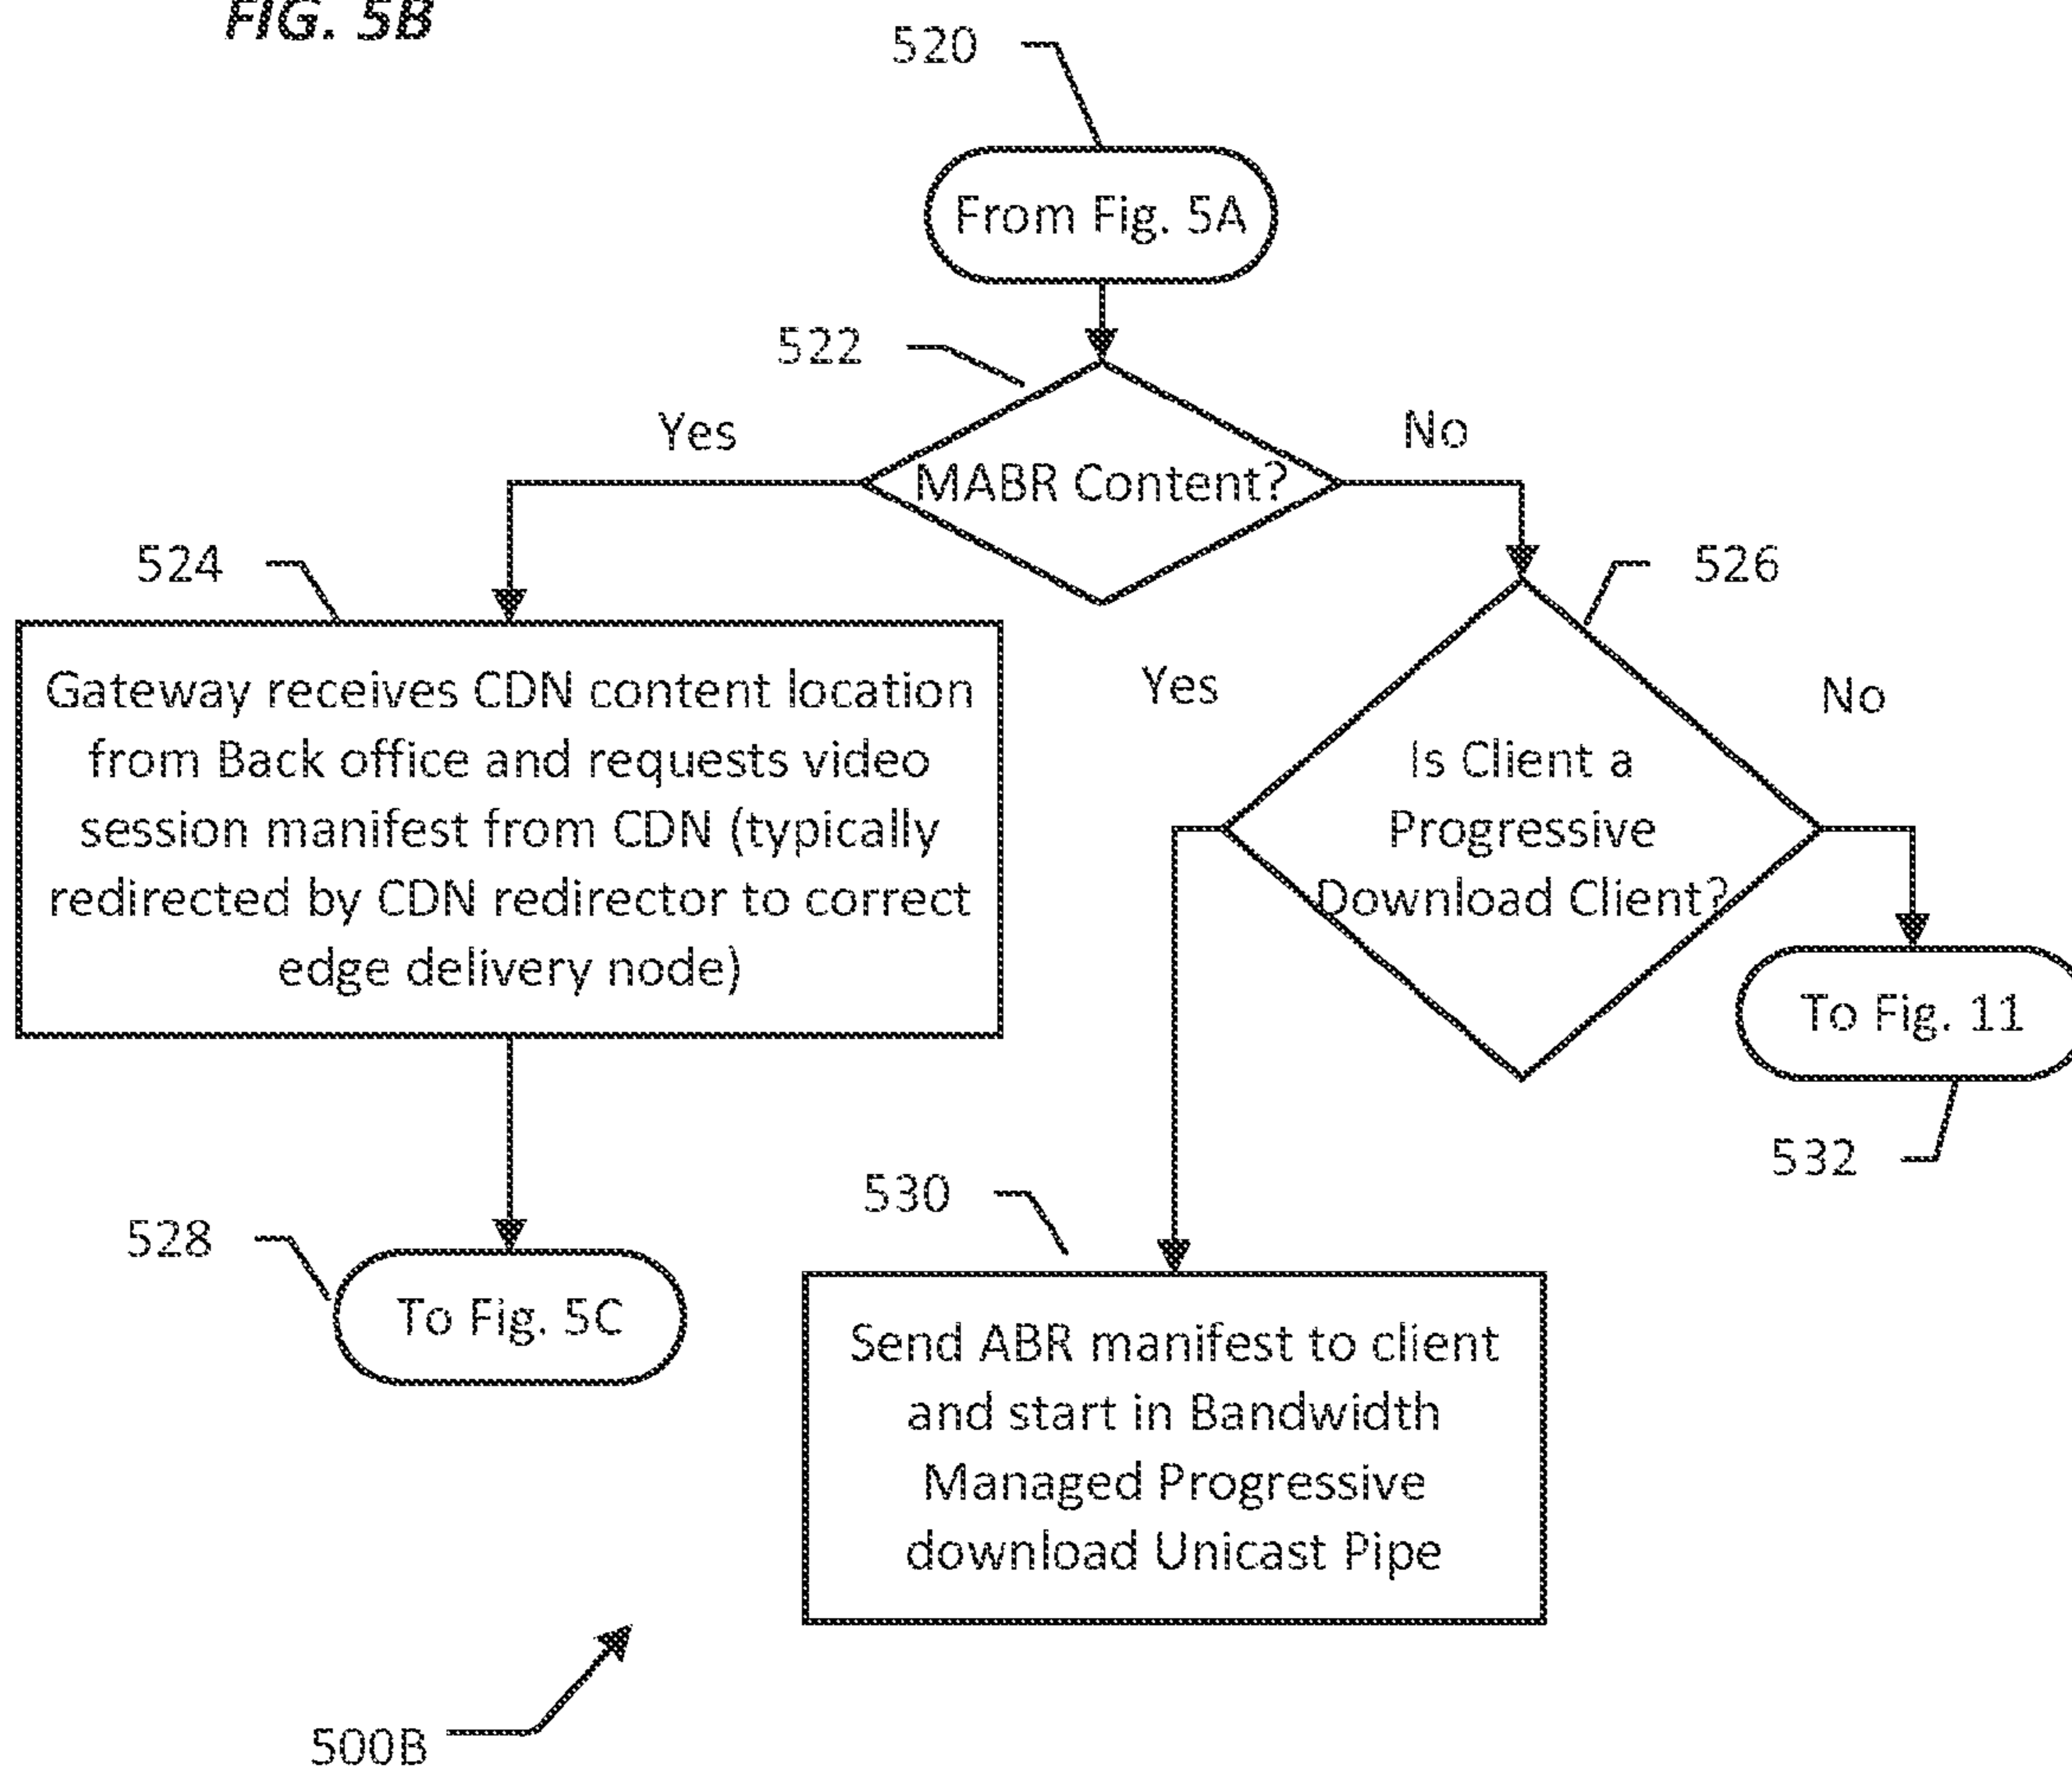 FIG. 5B
520
From Fig. 5A
522
Yes
No
MABR Content?
524
526
Gateway receives CDN content location
from Back office and requests video
session manifest from CDN (typically
redirected by CDN redirector to correct
edge delivery node)
Yes
No
Is Client a
Progressive
Download Client?
To Fig. 11
532
530
528
To Fig. 5C
Send ABR manifest to client
and start in Bandwidth
Managed Progressive
download Unicast Pipe
500B